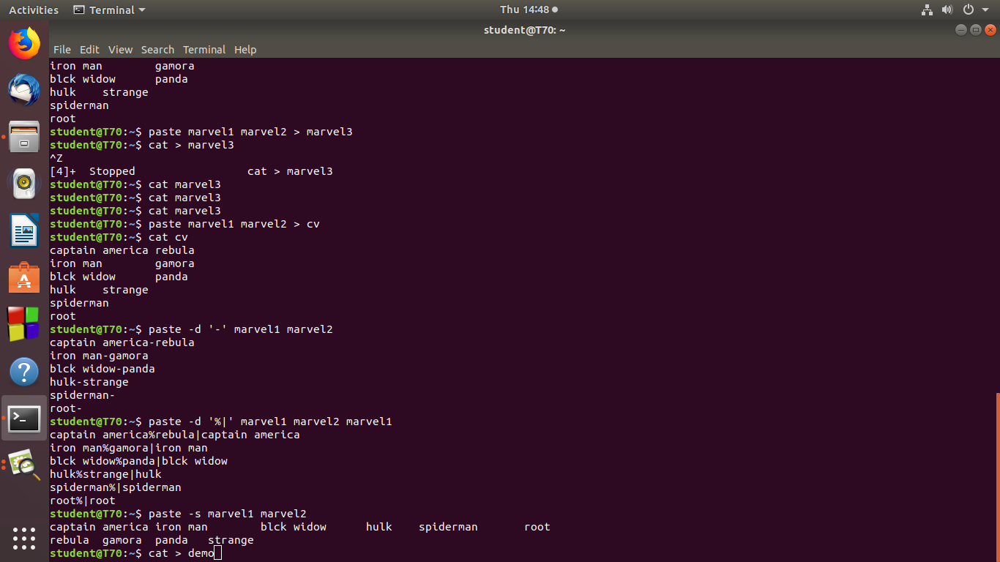 Activities Terminal Thu 14:48
student@T70: ~
File Edit View Search Terminal Help
iron man        gamora
blck widow      panda
hulk    strange
spiderman
root
student@T70:~$ paste marvel1 marvel2 > marvel3
student@T70:~$ cat > marvel3
^Z
[4]+  Stopped                 cat > marvel3
student@T70:~$ cat marvel3
student@T70:~$ cat marvel3
student@T70:~$ cat marvel3
student@T70:~$ paste marvel1 marvel2 > cv
student@T70:~$ cat cv
captain america rebula
iron man        gamora
blck widow      panda
hulk    strange
spiderman
root
student@T70:~$ paste -d '-' marvel1 marvel2
captain america-rebula
iron man-gamora
blck widow-panda
hulk-strange
spiderman-
root-
student@T70:~$ paste -d '%|' marvel1 marvel2 marvel1
captain america%rebula|captain america
iron man%gamora|iron man
blck widow%panda|blck widow
hulk%strange|hulk
spiderman%|spiderman
root%|root
student@T70:~$ paste -s marvel1 marvel2
captain america iron man        blck widow      hulk    spiderman       root
rebula  gamora  panda   strange
student@T70:~$ cat > demo